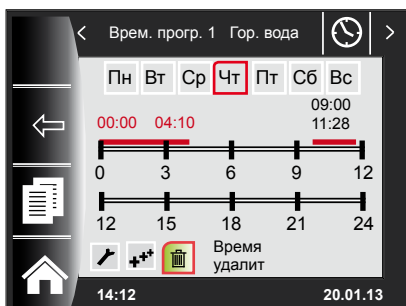 Врем. прогр. 1 Гор. вода
Пн Вт Ср Чт Пт Сб Вс
09:00
00:00 04:10 11:28
0 3 6 9 12
12 15 18 21 24
Время
удалит
14:12 20.01.13